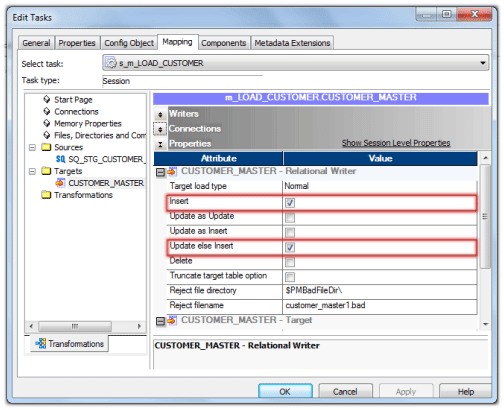 Edit Tasks
General Properties Config Object Mapping Components Metadata Extensions
Select task: s_m_LOAD_CUSTOMER
Task type: Session
Start Page
Connections
Memory Properties
Files, Directories and Com
Sources
SQ SQ_STG_CUSTOMER_
Targets
CUSTOMER_MASTER
Transformations
Transformations
m_LOAD_CUSTOMER.CUSTOMER_MASTER
Writers
Connections
Properties Show Session Level Properties
Attribute Value
CUSTOMER_MASTER - Relational Writer
Target load type Normal
Insert
Update as Update
Update as Insert
Update else Insert
Delete
Truncate target table option
Reject file directory $PMBadFileDir\
Reject filename customer_master1.bad
CUSTOMER_MASTER - Target
CUSTOMER_MASTER - Relational Writer
OK Cancel Apply Help